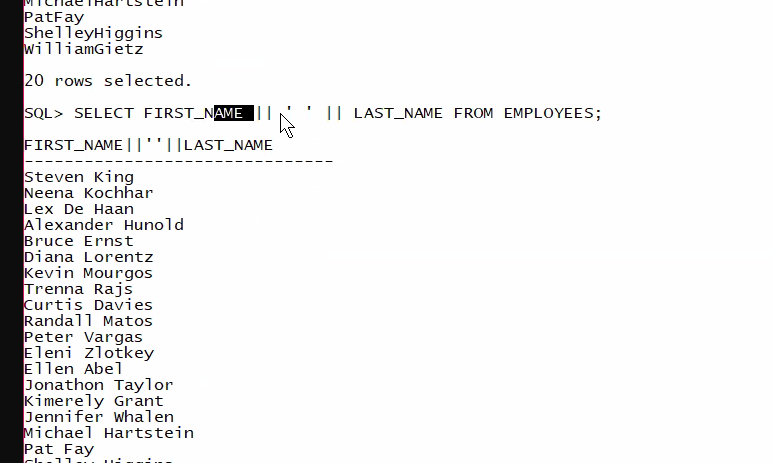 MichaelHartstein
PatFay
ShelleyHiggins
WilliamGietz
20 rows selected.
SQL> SELECT FIRST_NAME || ' ' || LAST_NAME FROM EMPLOYEES;
FIRST_NAME||''||LAST_NAME
-------------------------------
Steven King
Neena Kochhar
Lex De Haan
Alexander Hunold
Bruce Ernst
Diana Lorentz
Kevin Mourgos
Trenna Rajs
Curtis Davies
Randall Matos
Peter Vargas
Eleni Zlotkey
Ellen Abel
Jonathon Taylor
Kimerely Grant
Jennifer Whalen
Michael Hartstein
Pat Fay
Shelley Higgins